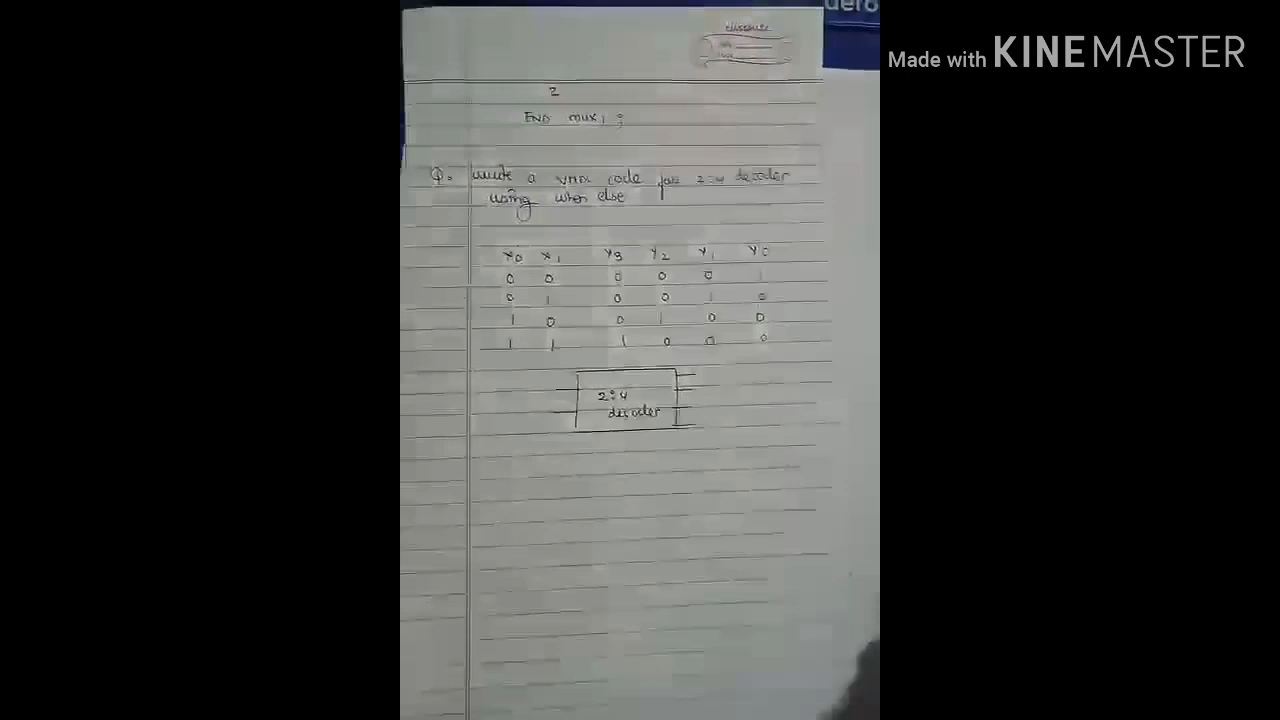 dero
Made with KINEMASTER
2
END mux1 ;
Q. write a VHDL code for 2:4 decoder
using when else
x0 x1 y3 y2 y1 y0
0 0 0 0 0 1
0 1 0 0 1 0
1 0 0 1 0 0
1 1 1 0 0 0
2:4
decoder